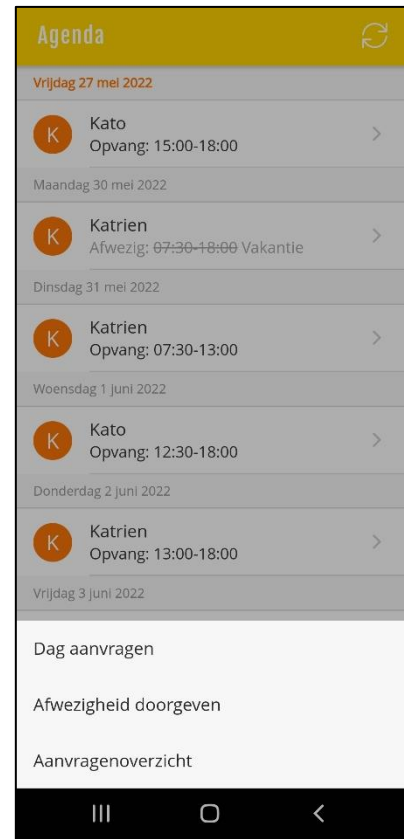 Agenda
Vrijdag 27 mei 2022
K
Kato
Opvang: 15:00-18:00
Maandag 30 mei 2022
K
Katrien
Afwezig: 07:30-18:00 Vakantie
Dinsdag 31 mei 2022
K
Katrien
Opvang: 07:30-13:00
Woensdag 1 juni 2022
K
Kato
Opvang: 12:30-18:00
Donderdag 2 juni 2022
K
Katrien
Opvang: 13:00-18:00
Vrijdag 3 juni 2022
Dag aanvragen
Afwezigheid doorgeven
Aanvragenoverzicht